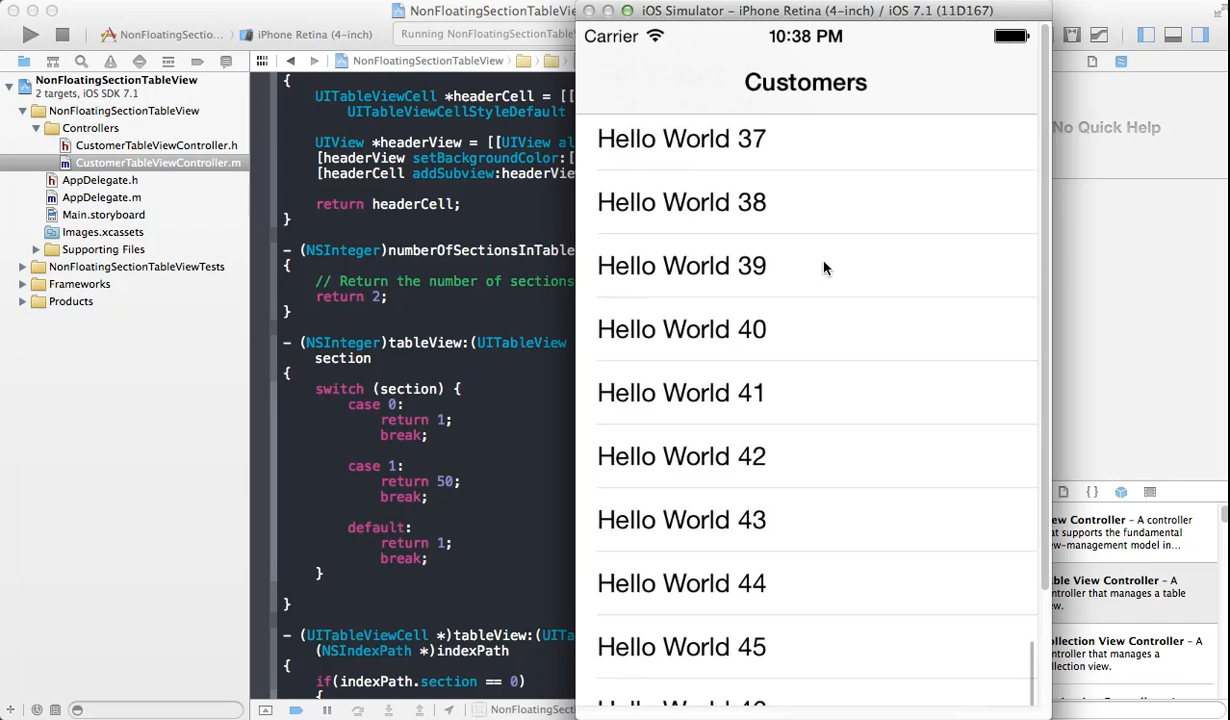 NonFloatingSectionTableVie
iOS Simulator - iPhone Retina (4-inch) / iOS 7.1 (11D167)
NonFloatingSectio...
iPhone Retina (4-inch)
Running NonFloatingSectionT
NonFloatingSectionTableView
2 targets, iOS SDK 7.1
NonFloatingSectionTableView
Controllers
CustomerTableViewController.h
CustomerTableViewController.m
AppDelegate.h
AppDelegate.m
Main.storyboard
Images.xcassets
Supporting Files
NonFloatingSectionTableViewTests
Frameworks
Products
NonFloatingSectionTableView
{
UITableViewCell *headerCell = [[
UITableViewCellStyleDefault
UIView *headerView = [[UIView al
[headerView setBackgroundColor:[
[headerCell addSubview:headerVie
return headerCell;
}
- (NSInteger)numberOfSectionsInTable
{
// Return the number of sections
return 2;
}
- (NSInteger)tableView:(UITableView
section
{
switch (section) {
case 0:
return 1;
break;
case 1:
return 50;
break;
default:
return 1;
break;
}
}
- (UITableViewCell *)tableView:(UITa
(NSIndexPath *)indexPath
{
if(indexPath.section == 0)
{
NonFloatingSectio
Carrier
10:38 PM
Customers
Hello World 37
Hello World 38
Hello World 39
Hello World 40
Hello World 41
Hello World 42
Hello World 43
Hello World 44
Hello World 45
No Quick Help
ew Controller - A controller
at supports the fundamental
ew-management model in...
ble View Controller - A
ntroller that manages a table
ew.
ollection View Controller - A
ntroller that manages a
llection view.